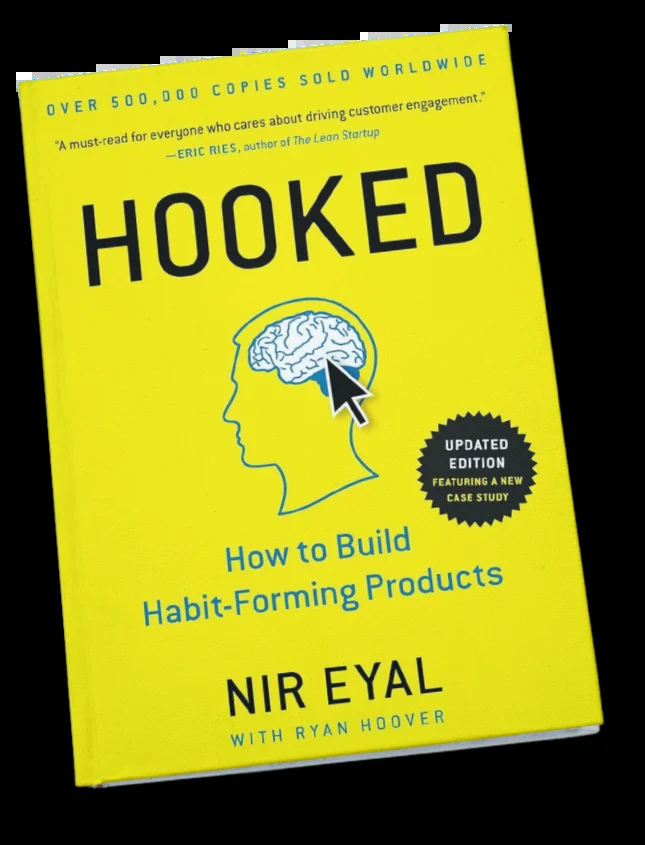 OVER 500,000 COPIES SOLD WORLDWIDE
"A must-read for everyone who cares about driving customer engagement."
—ERIC RIES, author of The Lean Startup
HOOKED
UPDATED
EDITION
FEATURING A NEW
CASE STUDY
How to Build
Habit-Forming Products
NIR EYAL
WITH RYAN HOOVER